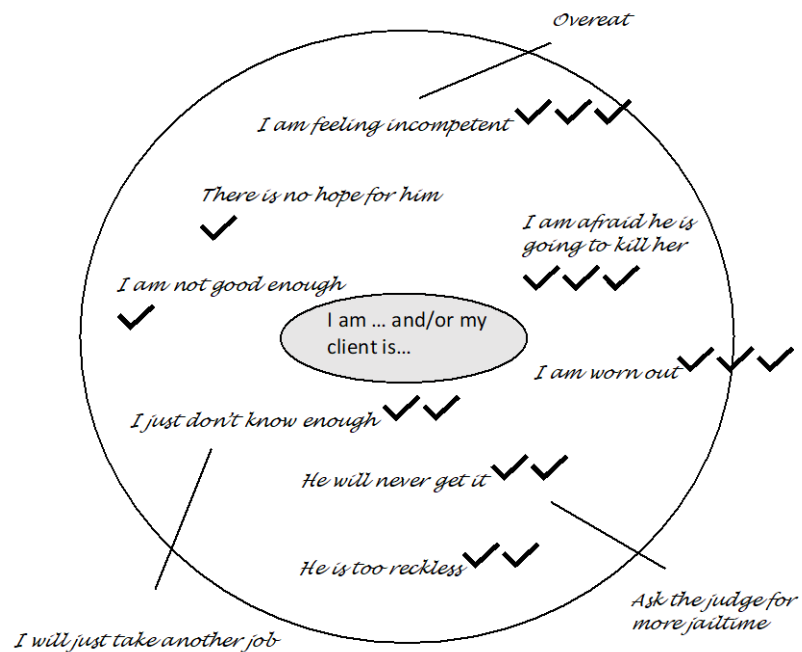 Overeat
I am feeling incompetent
There is no hope for him
I am afraid he is
going to kill her
I am not good enough
I am ... and/or my
client is...
I am worn out
I just don't know enough
He will never get it
He is too reckless
Ask the judge for
more jailtime
I will just take another job